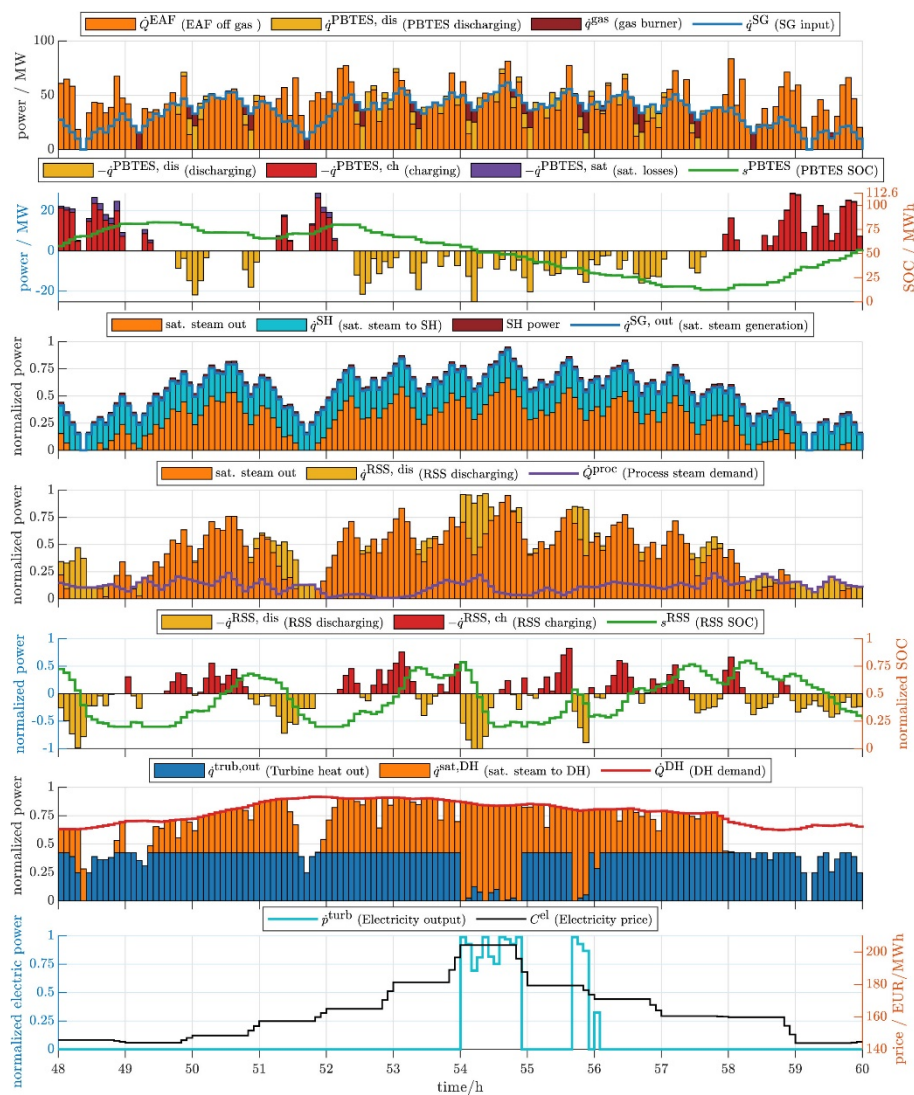 Q̇^EAF (EAF off gas ) q̇^PBTES, dis (PBTES discharging) q̇^gas (gas burner) q̇^SG (SG input)
100
50
0
power / MW
−q̇^PBTES, dis (discharging) −q̇^PBTES, ch (charging) −q̇^PBTES, sat (sat. losses) s^PBTES (PBTES SOC)
20
0
-20
power / MW
112.6
100
75
50
25
0
SOC / MWh
sat. steam out q̇^SH (sat. steam to SH) SH power q̇^SG, out (sat. steam generation)
1
0.75
0.5
0.25
0
normalized power
sat. steam out q̇^RSS, dis (RSS discharging) Q̇^proc (Process steam demand)
1
0.75
0.5
0.25
0
normalized power
−q̇^RSS, dis (RSS discharging) −q̇^RSS, ch (RSS charging) s^RSS (RSS SOC)
1
0.5
0
-0.5
-1
normalized power
1
0.75
0.5
0.25
0
normalized SOC
q̇^trub,out (Turbine heat out) q̇^sat,DH (sat. steam to DH) Q̇^DH (DH demand)
1
0.75
0.5
0.25
0
normalized power
ṗ^turb (Electricity output) C^el (Electricity price)
1
0.75
0.5
0.25
0
normalized electric power
200
180
160
140
price / EUR/MWh
48 49 50 51 52 53 54 55 56 57 58 59 60
time/h